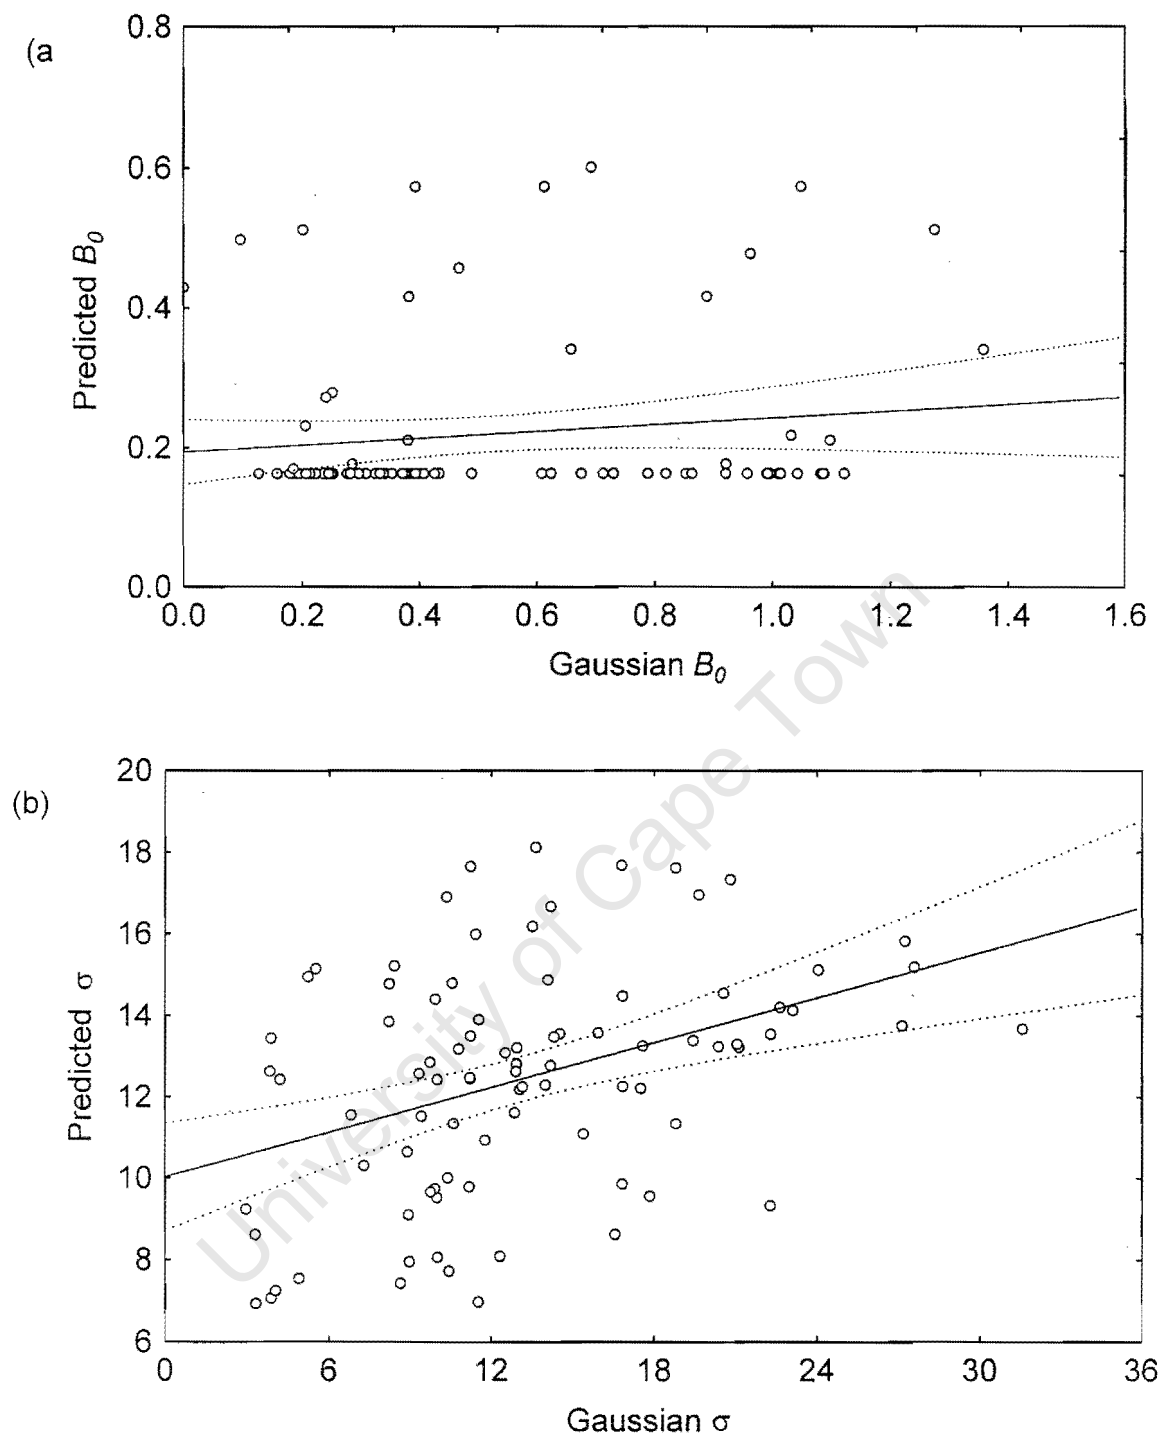 (a
0.8
0.6
0.4
0.2
0.0
Predicted B0
0.0 0.2 0.4 0.6 0.8 1.0 1.2 1.4 1.6
Gaussian B0
University of Cape Town
(b)
20
18
16
14
12
10
8
6
Predicted σ
0 6 12 18 24 30 36
Gaussian σ